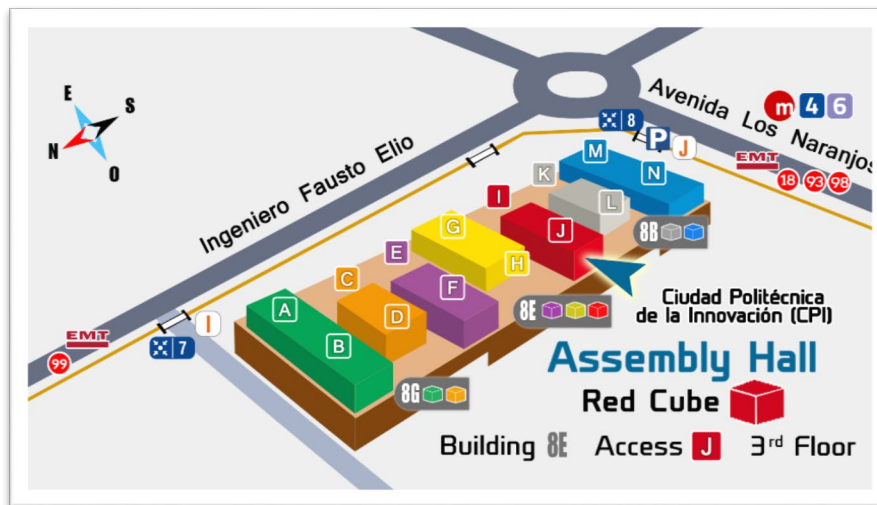 E
S
N
O
Avenida Los Naranjos
m 4 6
8
P
J
EMT
18 93 98
Ingeniero Fausto Elio
M
N
K
L
I
J
8B
G
H
E
F
8E
C
D
A
B
8G
I
7
EMT
99
Ciudad Politécnica
de la Innovación (CPI)
Assembly Hall
Red Cube
Building 8E Access J 3rd Floor